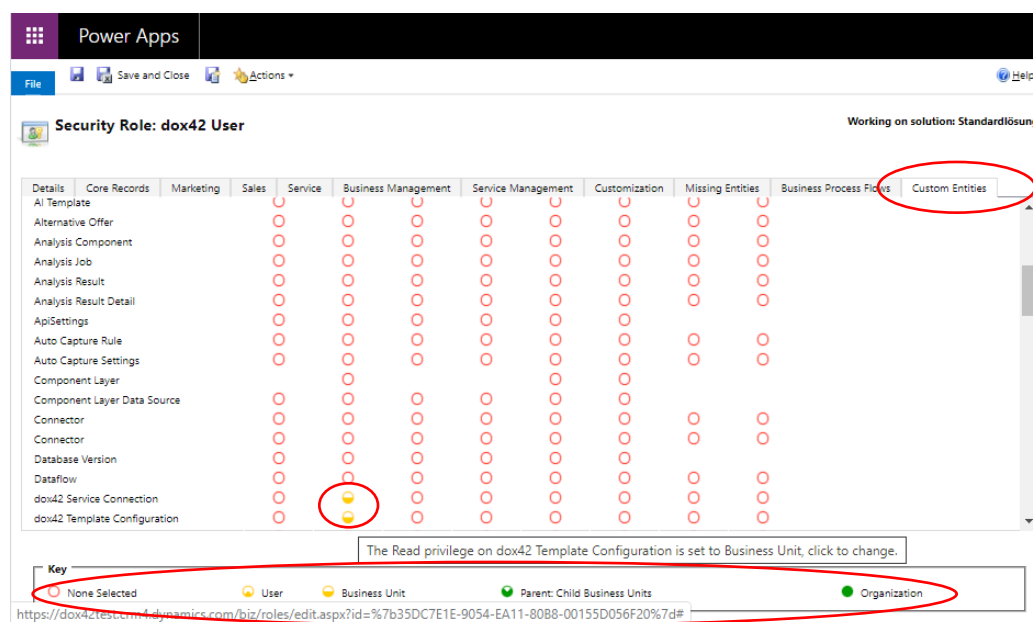 Power Apps
File
Save and Close
Actions
Help
Security Role: dox42 User
Working on solution: Standardlösung
Details Core Records Marketing Sales Service Business Management Service Management Customization Missing Entities Business Process Flows Custom Entities
AI Template
Alternative Offer
Analysis Component
Analysis Job
Analysis Result
Analysis Result Detail
ApiSettings
Auto Capture Rule
Auto Capture Settings
Component Layer
Component Layer Data Source
Connector
Connector
Database Version
Dataflow
dox42 Service Connection
dox42 Template Configuration
The Read privilege on dox42 Template Configuration is set to Business Unit, click to change.
Key
None Selected User Business Unit Parent: Child Business Units Organization
https://dox42test.crm4.dynamics.com/biz/roles/edit.aspx?id=%7b35DC7E1E-9054-EA11-80B8-00155D056F20%7d#